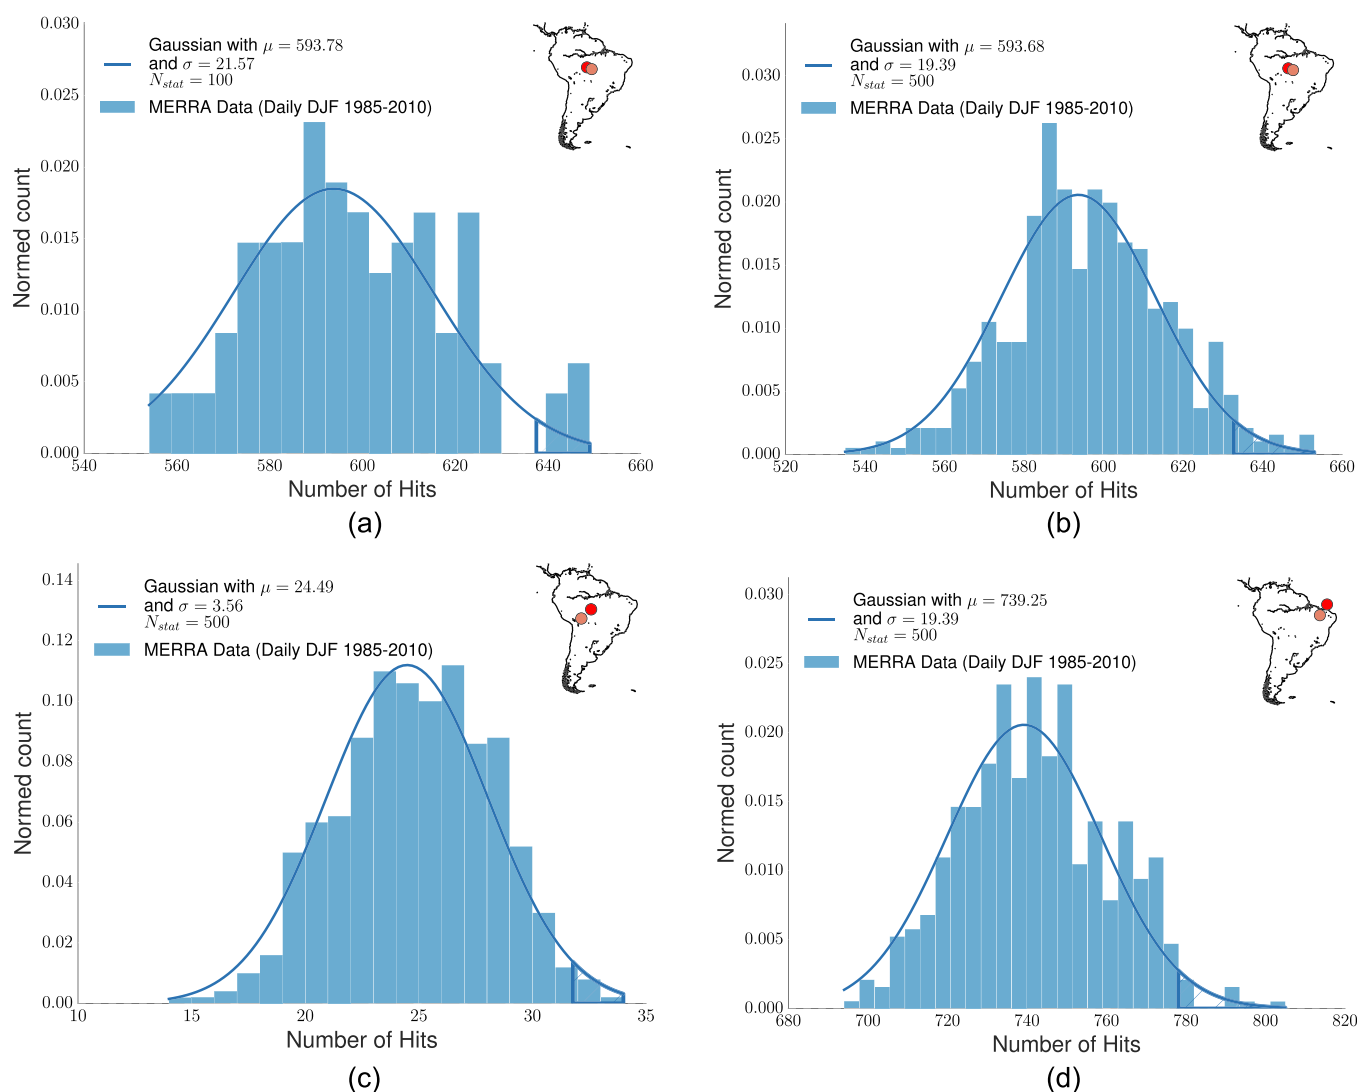 0.030
0.025
0.020
0.015
0.010
0.005
0.000
Normed count
Gaussian with μ = 593.78
and σ = 21.57
N_stat = 100
MERRA Data (Daily DJF 1985-2010)
540 560 580 600 620 640 660
Number of Hits
(a)
0.030
0.025
0.020
0.015
0.010
0.005
0.000
Normed count
Gaussian with μ = 593.68
and σ = 19.39
N_stat = 500
MERRA Data (Daily DJF 1985-2010)
520 540 560 580 600 620 640 660
Number of Hits
(b)
0.14
0.12
0.10
0.08
0.06
0.04
0.02
0.00
Normed count
Gaussian with μ = 24.49
and σ = 3.56
N_stat = 500
MERRA Data (Daily DJF 1985-2010)
10 15 20 25 30 35
Number of Hits
(c)
0.030
0.025
0.020
0.015
0.010
0.005
0.000
Normed count
Gaussian with μ = 739.25
and σ = 19.39
N_stat = 500
MERRA Data (Daily DJF 1985-2010)
680 700 720 740 760 780 800 820
Number of Hits
(d)